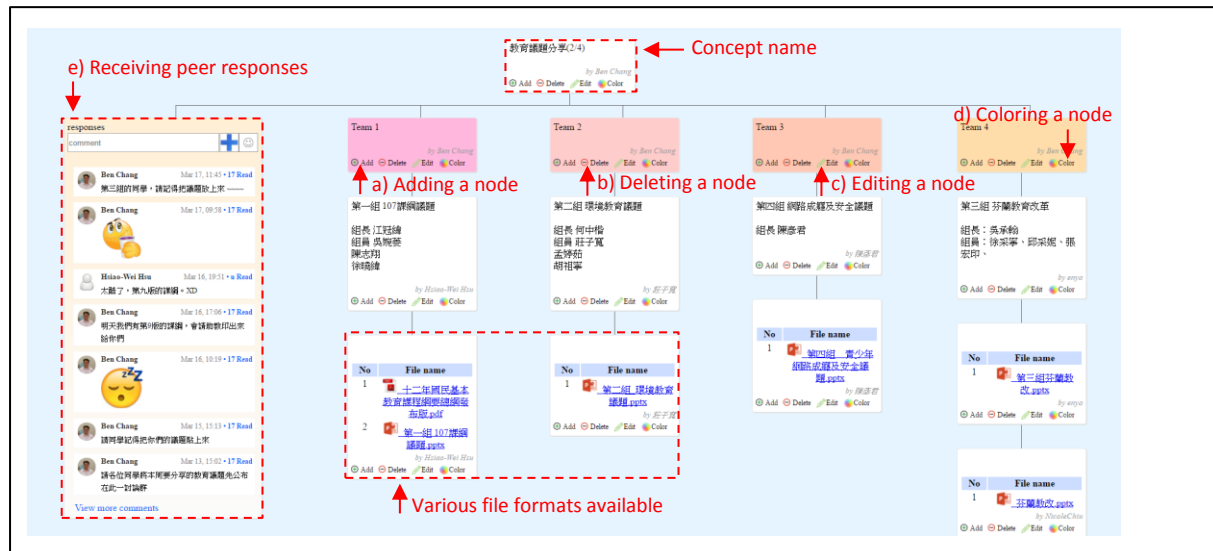 教育議題分享(2/4)
by Ben Chang
Add Delete Edit Color
Concept name
e) Receiving peer responses
responses
comment
Ben Chang Mar 17, 11:45 • 17 Read
第三組的同學，請記得把議題放上來 ——
Ben Chang Mar 17, 09:58 • 17 Read
Hsiao-Wei Hsu Mar 16, 19:51 • u Read
太酷了，第九版的課綱。XD
Ben Chang Mar 16, 17:06 • 17 Read
明天我們有第9版的課綱，會請助教印出來
給你們
Ben Chang Mar 16, 10:19 • 17 Read
Ben Chang Mar 15, 15:13 • 17 Read
請同學記得把你們的議題貼上來
Ben Chang Mar 13, 15:02 • 17 Read
請各位同學將本周要分享的教育議題先公布
在此一討論群
View more comments
Team 1
by Ben Chang
Add Delete Edit Color
a) Adding a node
第一組 107課綱議題
組長 江冠緯
組員 吳婉菱
陳志翔
徐曉緯
by Hsiao-Wei Hsu
Add Delete Edit Color
No File name
1 十二年國民基本
教育課程綱要總綱發
布版.pdf
2 第一組 107課綱
議題.pptx
by Hsiao-Wei Hsu
Add Delete Edit Color
Team 2
by Ben Chang
Add Delete Edit Color
b) Deleting a node
第二組 環境教育議題
組長 何中楷
組員 莊子寬
孟婷茹
胡祖寧
by 莊子寬
Add Delete Edit Color
No File name
1 第二組_環境教育
議題.pptx
by 莊子寬
Add Delete Edit Color
Various file formats available
Team 3
by Ben Chang
Add Delete Edit Color
c) Editing a node
第四組 網路成癮及安全議題
組長 陳彥君
by 陳彥君
Add Delete Edit Color
No File name
1 第四組 青少年
網路成癮及安全議
題.pptx
by 陳彥君
Add Delete Edit Color
d) Coloring a node
Team 4
by Ben Chang
Add Delete Edit Color
第三組 芬蘭教育改革
組長：吳承翰
組員：徐采寧、邱采妮、張
宏印、
by enya
Add Delete Edit Color
No File name
1 第三組芬蘭教
改.pptx
by enya
Add Delete Edit Color
No File name
1 芬蘭教改.pptx
by NicoleChiu
Add Delete Edit Color